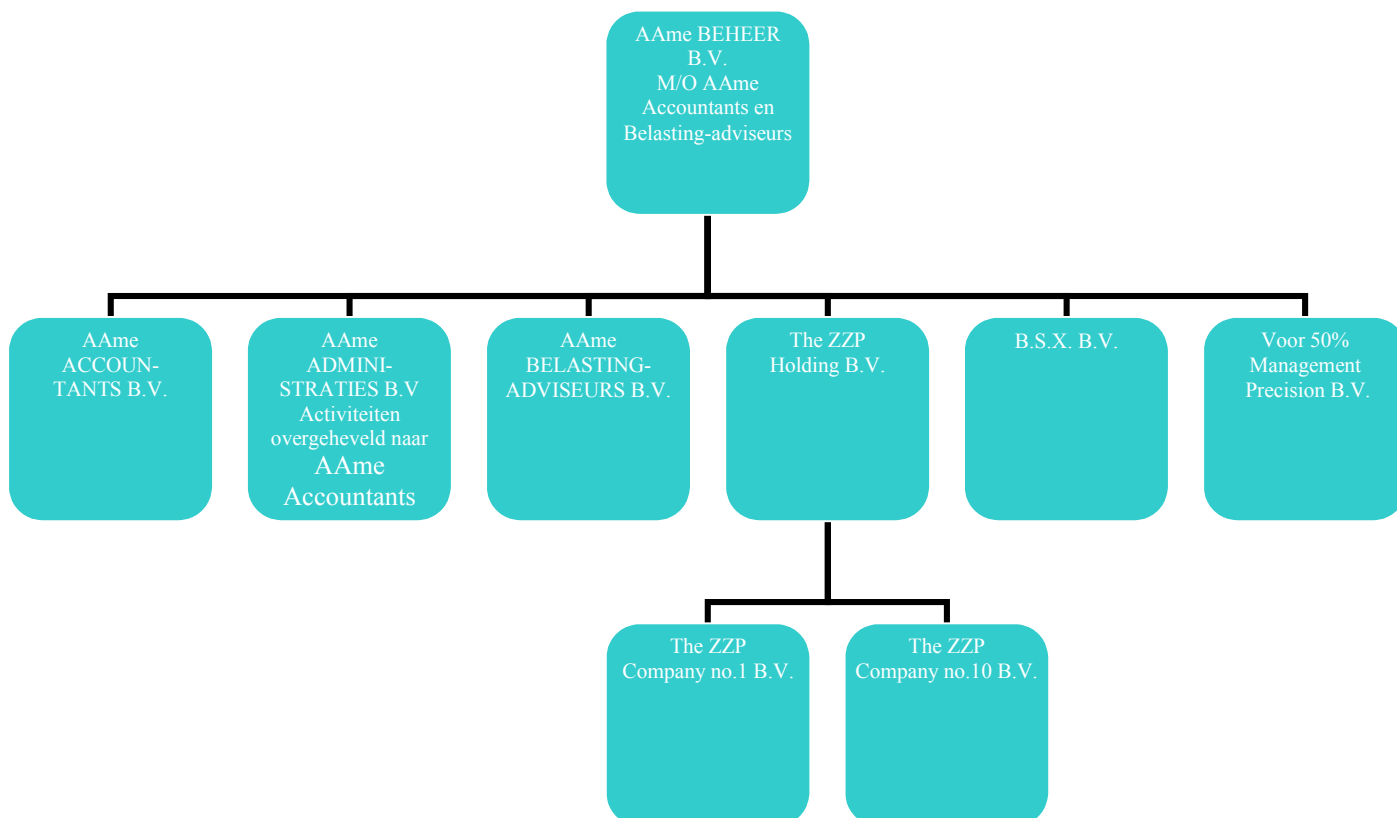 AAme BEHEER
B.V.
M/O AAme
Accountants en
Belasting-adviseurs
AAme
ACCOUN-
TANTS B.V.
AAme
ADMINI-
STRATIES B.V
Activiteiten
overgeheveld naar
AAme
Accountants
AAme
BELASTING-
ADVISEURS B.V.
The ZZP
Holding B.V.
B.S.X. B.V.
Voor 50%
Management
Precision B.V.
The ZZP
Company no.1 B.V.
The ZZP
Company no.10 B.V.